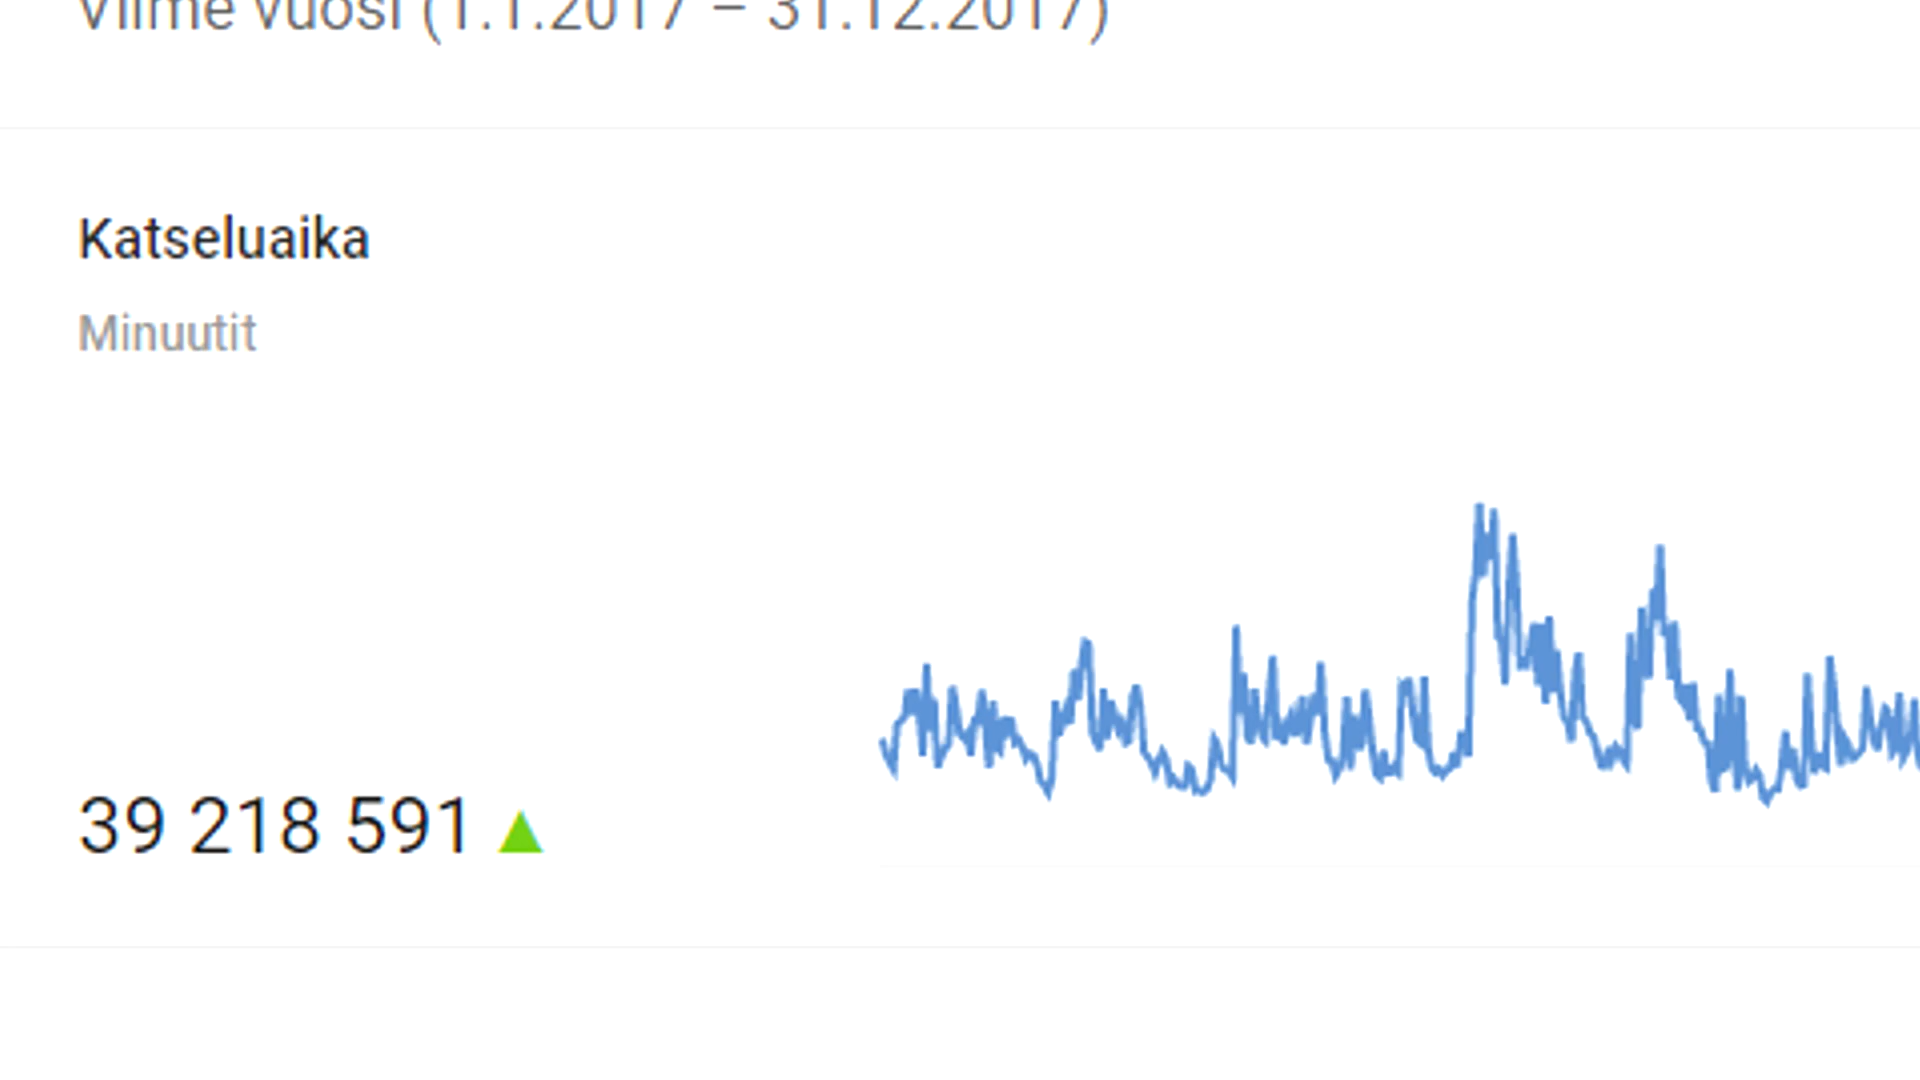 Viime vuosi (1.1.2017 – 31.12.2017)
Katseluaika
Minuutit
39 218 591